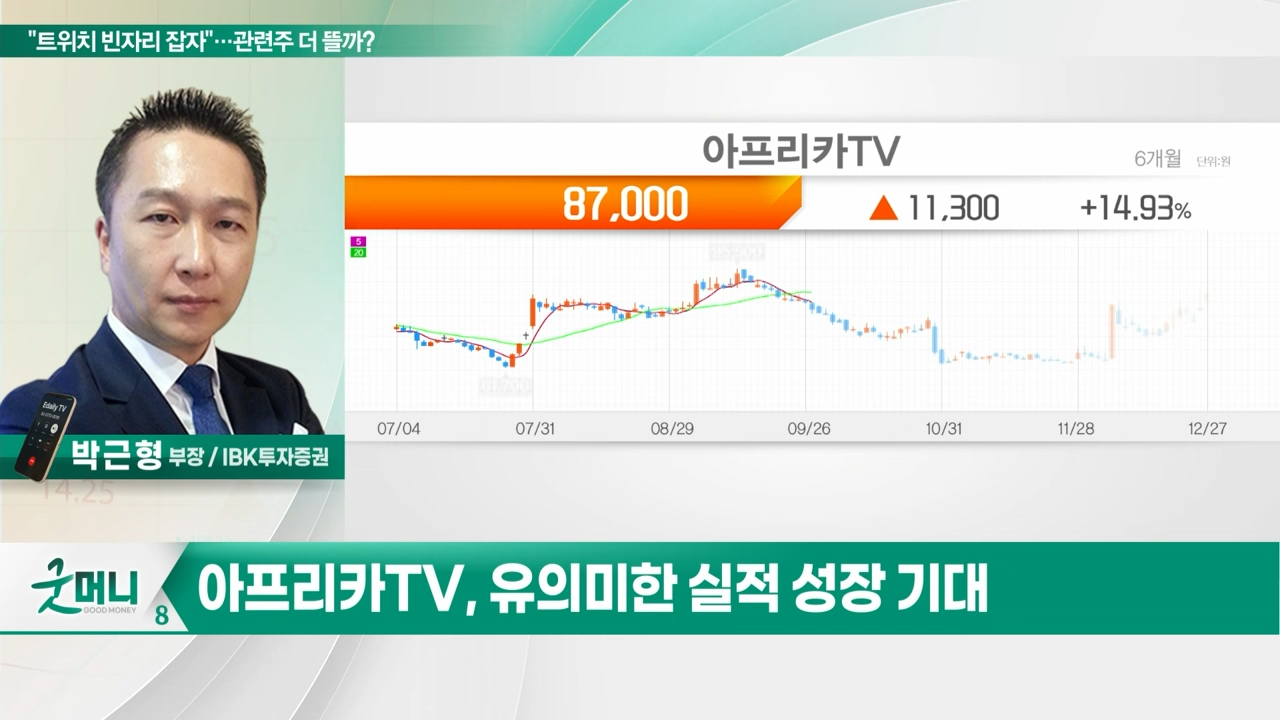 "트위치 빈자리 잡자"…관련주 더 뜰까?
아프리카TV
6개월 단위:원
87,000 ▲ 11,300 +14.93%
5
20
07/04 07/31 08/29 09/26 10/31 11/28 12/27
Edaily TV
박근형 부장 / IBK투자증권
14.25
굿머니
GOOD MONEY
8
아프리카TV, 유의미한 실적 성장 기대